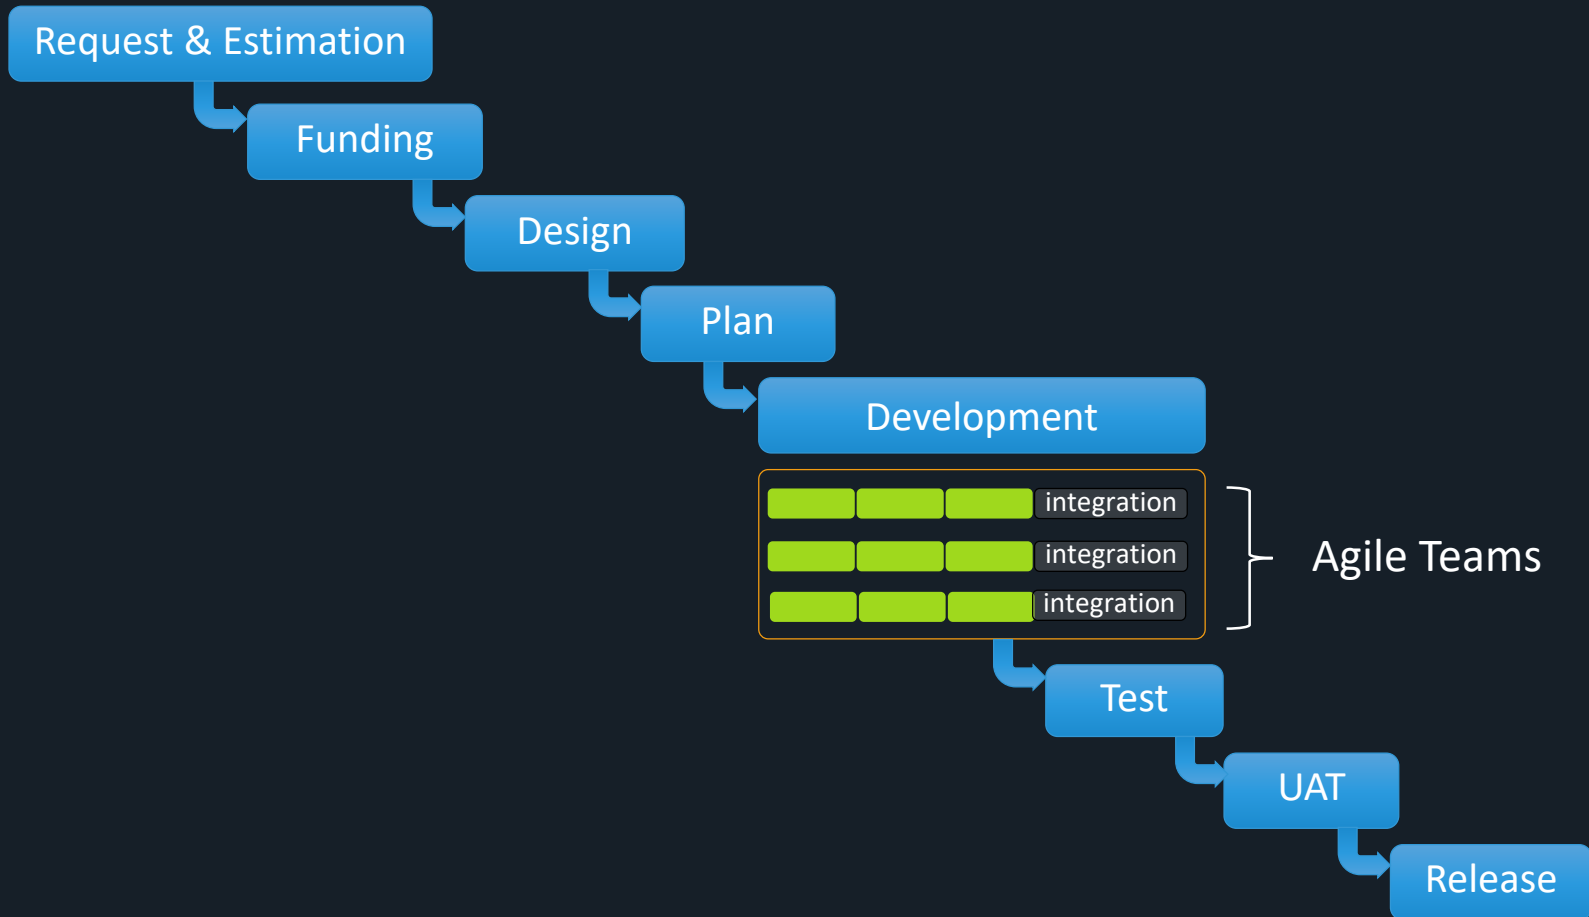 Request & Estimation
Funding
Design
Plan
Development
integration
integration
integration
Agile Teams
Test
UAT
Release